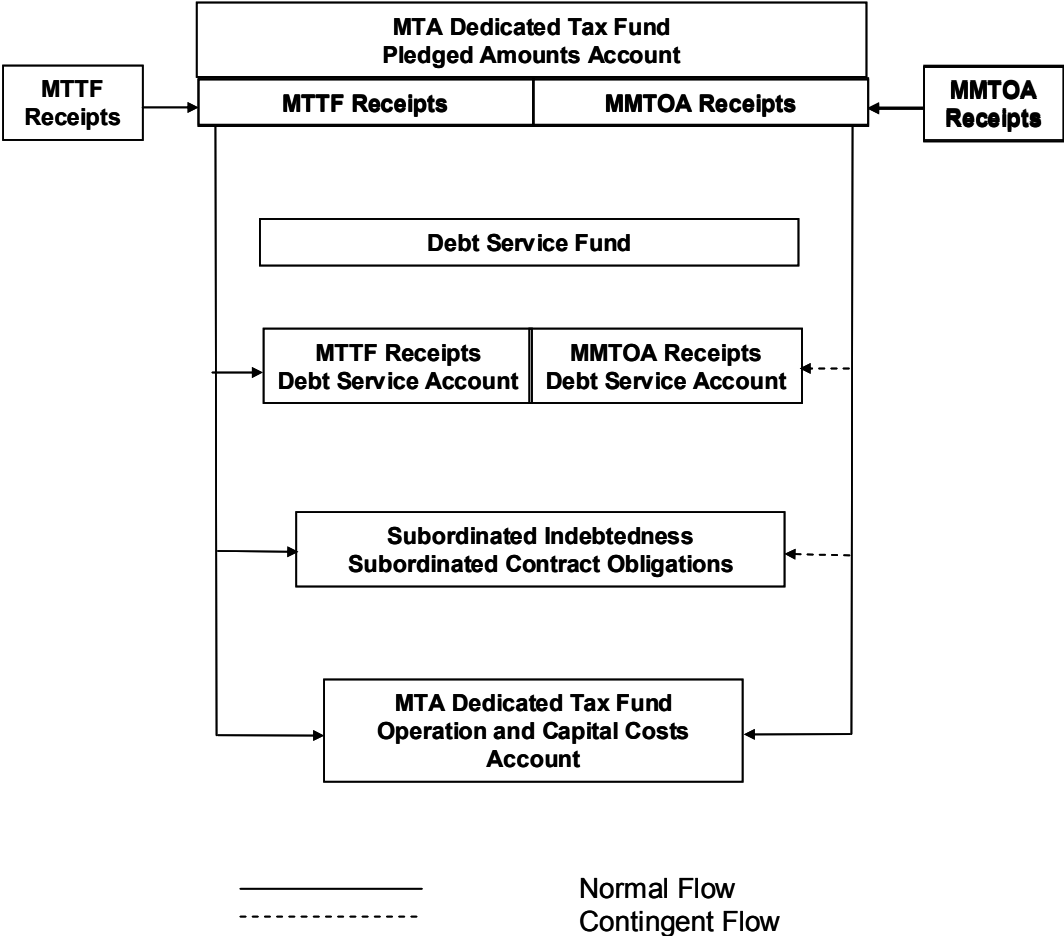 MTA Dedicated Tax Fund
Pledged Amounts Account
MTTF
Receipts
MTTF Receipts
MMTOA Receipts
MMTOA
Receipts
Debt Service Fund
MTTF Receipts
Debt Service Account
MMTOA Receipts
Debt Service Account
Subordinated Indebtedness
Subordinated Contract Obligations
MTA Dedicated Tax Fund
Operation and Capital Costs
Account
Normal Flow
Contingent Flow